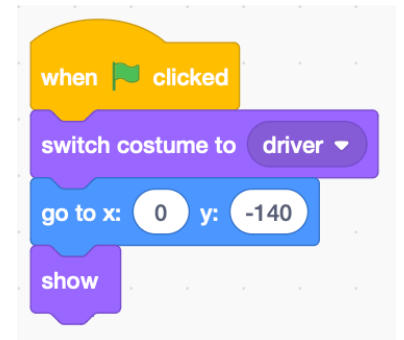 when clicked
switch costume to driver
go to x: 0 y: -140
show